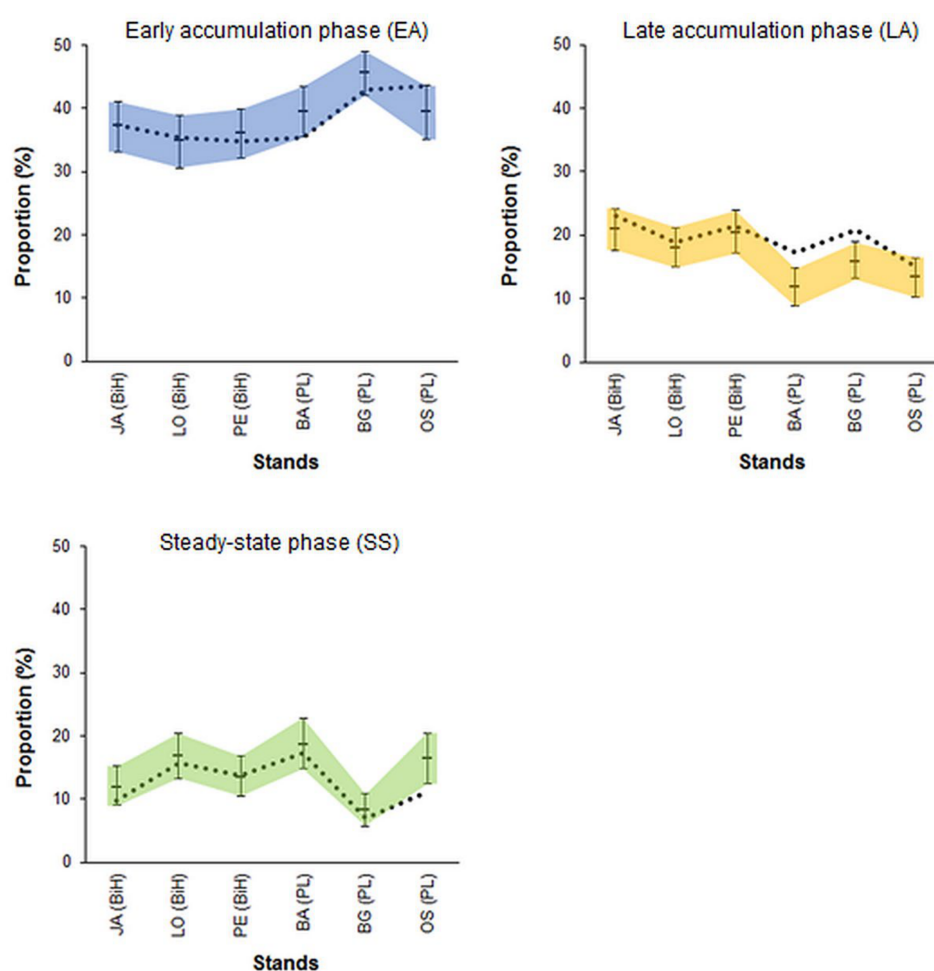 Early accumulation phase (EA)
Proportion (%)
50
40
30
20
10
0
JA (BiH)
LO (BiH)
PE (BiH)
BA (PL)
BG (PL)
OS (PL)
Stands
Late accumulation phase (LA)
Proportion (%)
50
40
30
20
10
0
JA (BiH)
LO (BiH)
PE (BiH)
BA (PL)
BG (PL)
OS (PL)
Stands
Steady-state phase (SS)
Proportion (%)
50
40
30
20
10
0
JA (BiH)
LO (BiH)
PE (BiH)
BA (PL)
BG (PL)
OS (PL)
Stands